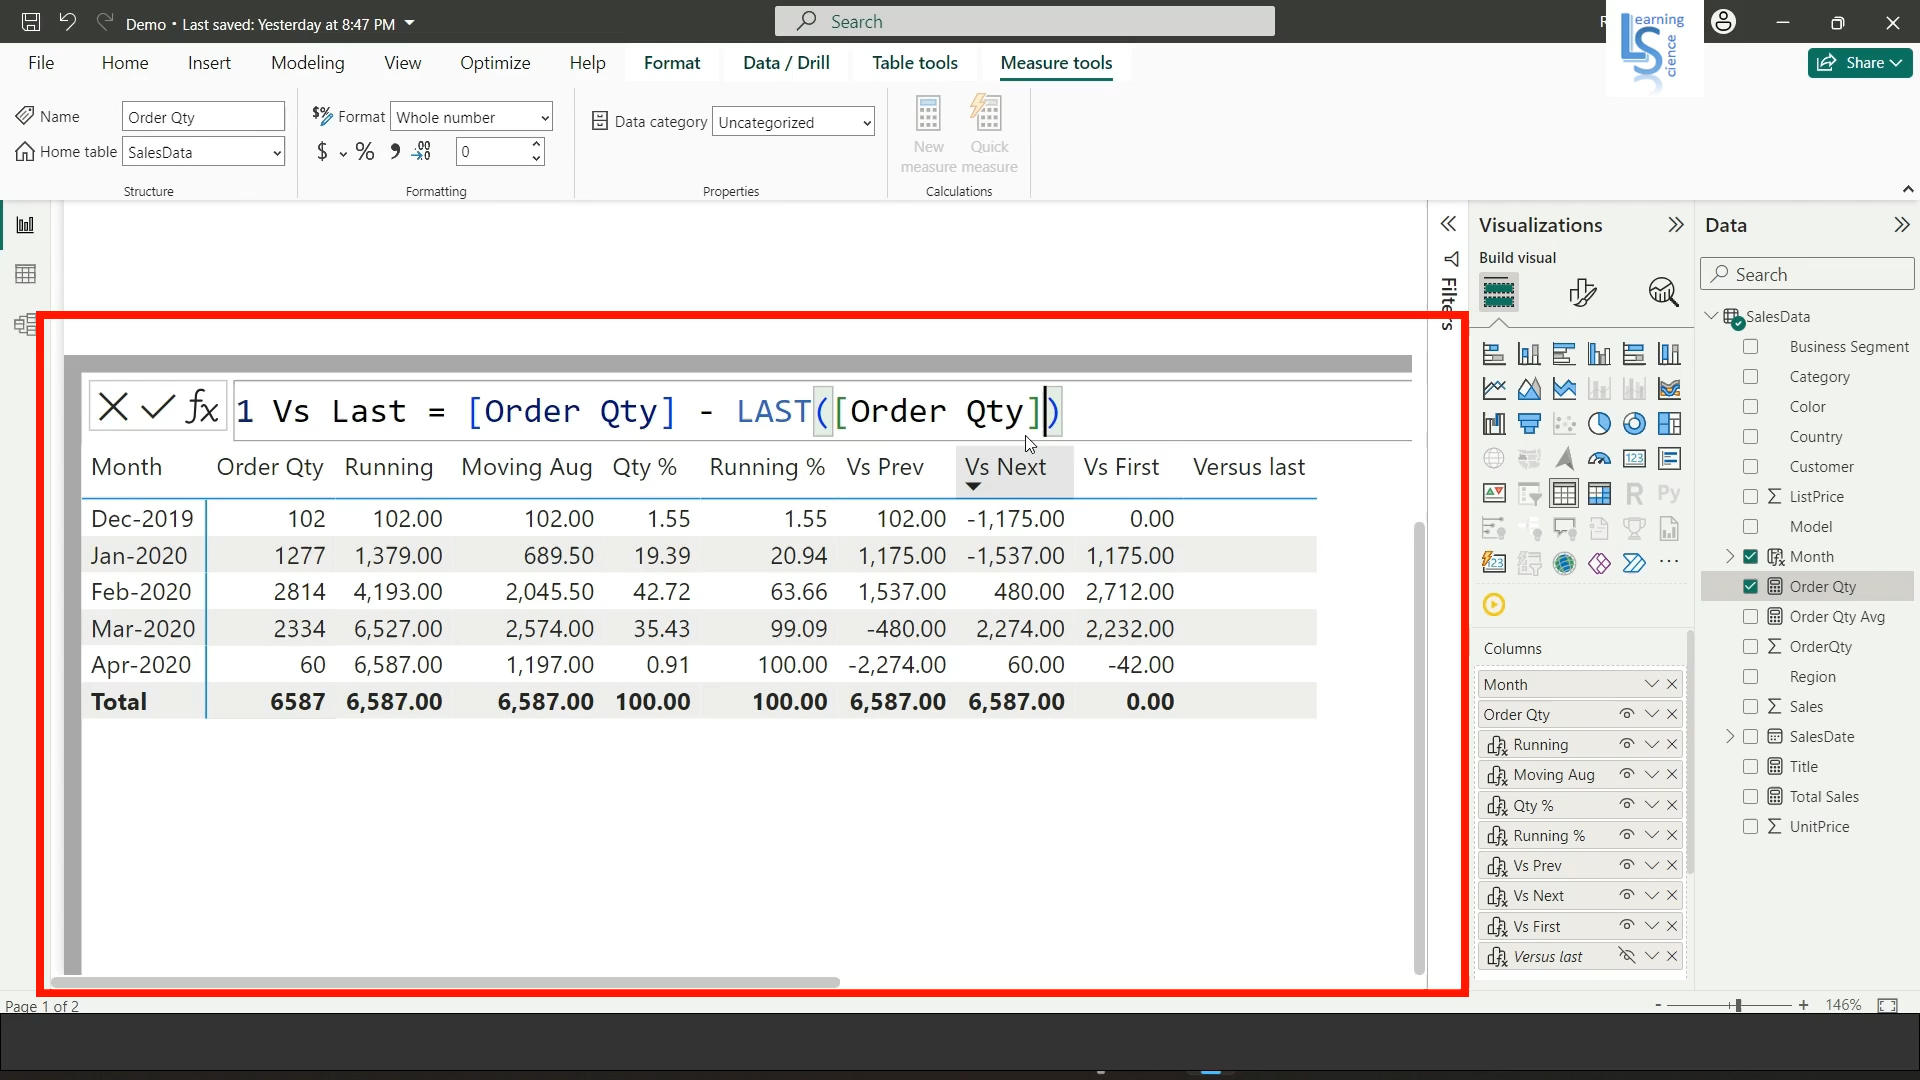 Demo • Last saved: Yesterday at 8:47 PM
Search
Learning Science
File Home Insert Modeling View Optimize Help Format Data / Drill Table tools Measure tools
Share
Name Order Qty
Home table SalesData
Structure
$% Format Whole number
$ % , .00 →0 0
Formatting
Data category Uncategorized
Properties
New measure
Quick measure
Calculations
Filters
1 Vs Last = [Order Qty] - LAST([Order Qty])
Month Order Qty Running Moving Aug Qty % Running % Vs Prev Vs Next Vs First Versus last
Dec-2019 102 102.00 102.00 1.55 1.55 102.00 -1,175.00 0.00
Jan-2020 1277 1,379.00 689.50 19.39 20.94 1,175.00 -1,537.00 1,175.00
Feb-2020 2814 4,193.00 2,045.50 42.72 63.66 1,537.00 480.00 2,712.00
Mar-2020 2334 6,527.00 2,574.00 35.43 99.09 -480.00 2,274.00 2,232.00
Apr-2020 60 6,587.00 1,197.00 0.91 100.00 -2,274.00 60.00 -42.00
Total 6587 6,587.00 6,587.00 100.00 100.00 6,587.00 6,587.00 0.00
Visualizations
Build visual
123
R Py
123
Columns
Month
Order Qty
Running
Moving Aug
Qty %
Running %
Vs Prev
Vs Next
Vs First
Versus last
Data
Search
SalesData
Business Segment
Category
Color
Country
Customer
ListPrice
Model
Month
Order Qty
Order Qty Avg
OrderQty
Region
Sales
SalesDate
Title
Total Sales
UnitPrice
Page 1 of 2
- + 146%